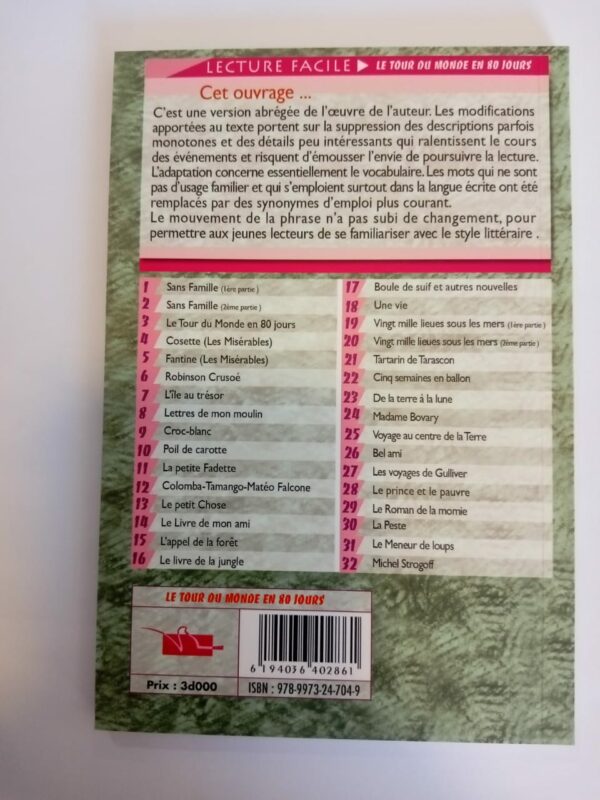 LECTURE FACILE ▶ LE TOUR DU MONDE EN 80 JOURS
Cet ouvrage ...
C'est une version abrégée de l'œuvre de l'auteur. Les modifications
apportées au texte portent sur la suppression des descriptions parfois
monotones et des détails peu intéressants qui ralentissent le cours
des événements et risquent d'émousser l'envie de poursuivre la lecture.
L'adaptation concerne essentiellement le vocabulaire. Les mots qui ne sont
pas d'usage familier et qui s'emploient surtout dans la langue écrite ont été
remplacés par des synonymes d'emploi plus courant.
Le mouvement de la phrase n'a pas subi de changement, pour
permettre aux jeunes lecteurs de se familiariser avec le style littéraire .
1 Sans Famille (1ère partie )
2 Sans Famille (2ème partie )
3 Le Tour du Monde en 80 jours
4 Cosette (Les Misérables)
5 Fantine (Les Misérables)
6 Robinson Crusoé
7 L'île au trésor
8 Lettres de mon moulin
9 Croc-blanc
10 Poil de carotte
11 La petite Fadette
12 Colomba-Tamango-Matéo Falcone
13 Le petit Chose
14 Le Livre de mon ami
15 L'appel de la forêt
16 Le livre de la jungle
17 Boule de suif et autres nouvelles
18 Une vie
19 Vingt mille lieues sous les mers (1ère partie )
20 Vingt mille lieues sous les mers (2ème partie )
21 Tartarin de Tarascon
22 Cinq semaines en ballon
23 De la terre á la lune
24 Madame Bovary
25 Voyage au centre de la Terre
26 Bel ami
27 Les voyages de Gulliver
28 Le prince et le pauvre
29 Le Roman de la momie
30 La Peste
31 Le Meneur de loups
32 Michel Strogoff
LE TOUR DU MONDE EN 80 JOURS
6 194036 402861
Prix : 3d000
ISBN : 978-9973-24-704-9